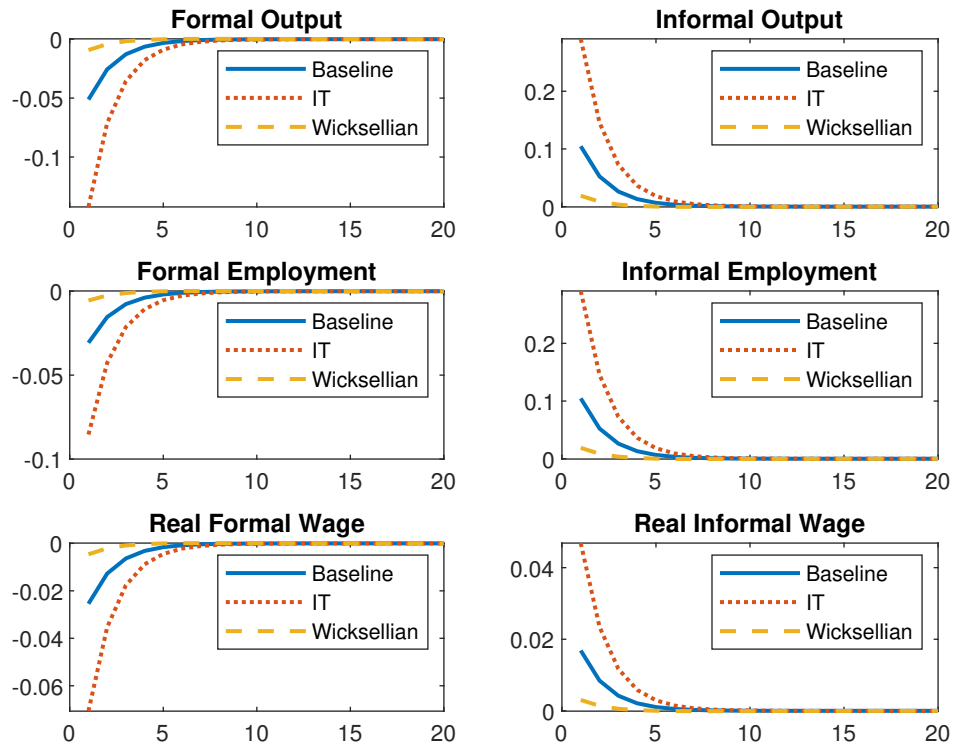 Formal Output
0
-0.05
-0.1
Baseline
IT
Wicksellian
0 5 10 15 20
Informal Output
0.2
0.1
0
Baseline
IT
Wicksellian
0 5 10 15 20
Formal Employment
0
-0.05
-0.1
Baseline
IT
Wicksellian
0 5 10 15 20
Informal Employment
0.2
0.1
0
Baseline
IT
Wicksellian
0 5 10 15 20
Real Formal Wage
0
-0.02
-0.04
-0.06
Baseline
IT
Wicksellian
0 5 10 15 20
Real Informal Wage
0.04
0.02
0
Baseline
IT
Wicksellian
0 5 10 15 20